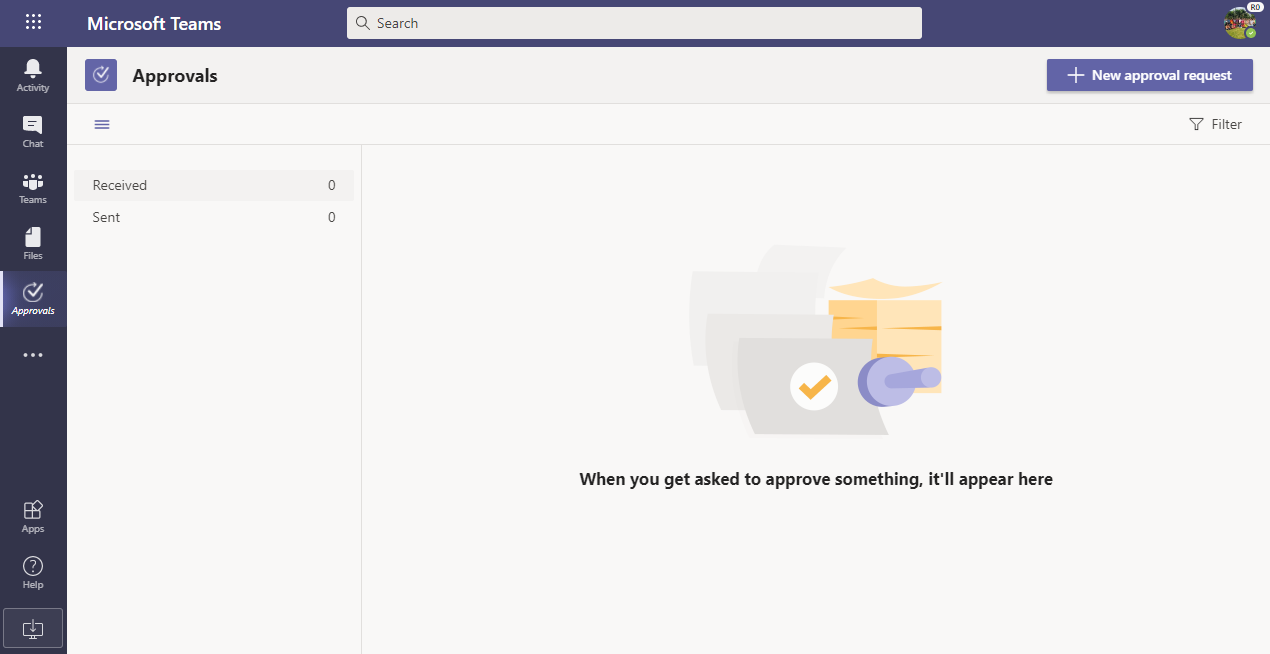 Microsoft Teams
Search
RO
Activity
Chat
Teams
Files
Approvals
Apps
Help
Approvals
New approval request
Filter
Received 0
Sent 0
When you get asked to approve something, it'll appear here